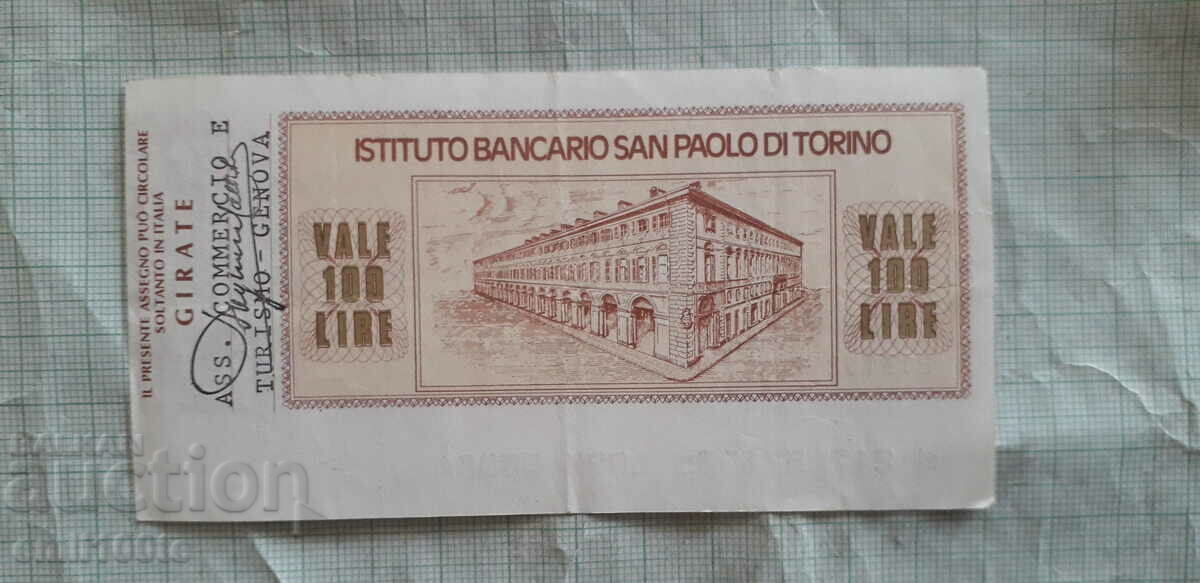 IL PRESENTE ASSEGNO PUÒ CIRCOLARE
SOLTANTO IN ITALIA
GIRATE
ASS. COMMERCIO E
TURISMO-GENOVA
ISTITUTO BANCARIO SAN PAOLO DI TORINO
VALE
100
LIRE
VALE
100
LIRE
BALKAN
auction